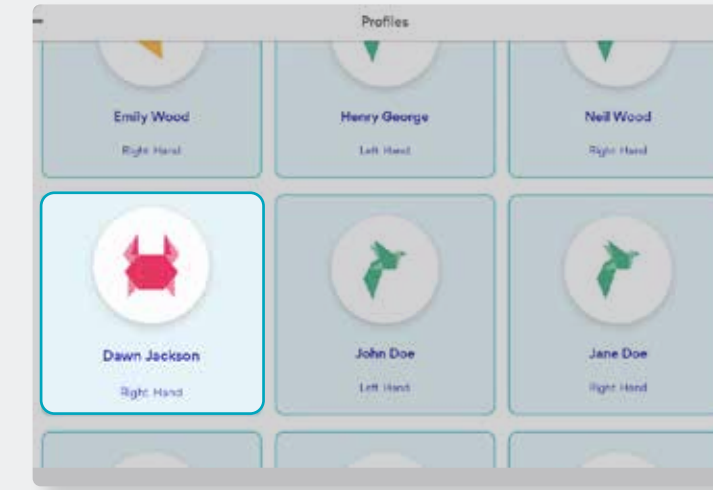 Profiles
Emily Wood
Henry George
Neil Wood
Right Hand
Left Hand
Right Hand
Dawn Jackson
John Doe
Jane Doe
Right Hand
Left Hand
Right Hand